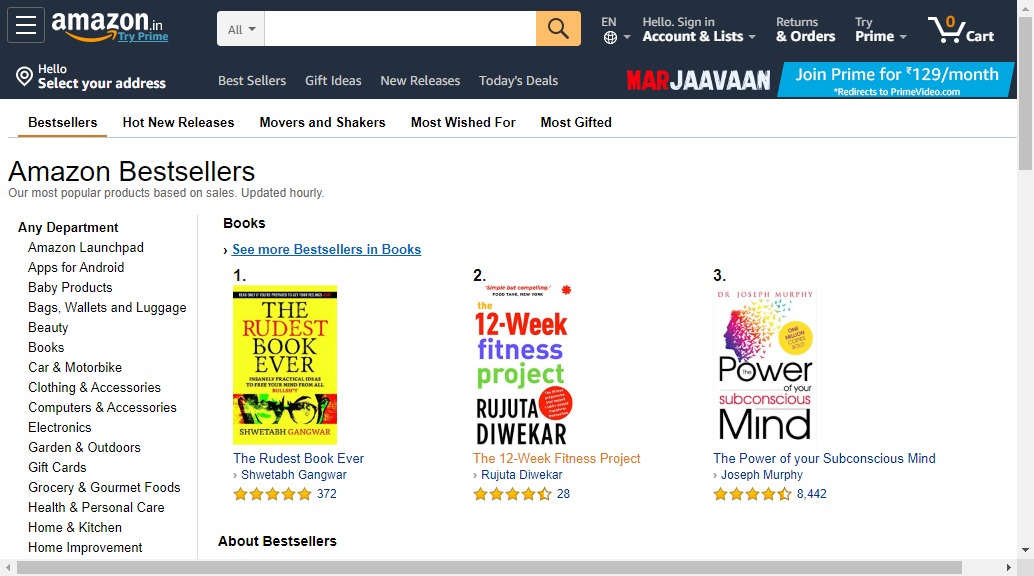 amazon.in
Try Prime
All
EN
Hello. Sign in
Account & Lists
Returns
& Orders
Try
Prime
0
Cart
Hello
Select your address
Best Sellers
Gift Ideas
New Releases
Today's Deals
MARJAAVAAN
Join Prime for ₹129/month
*Redirects to PrimeVideo.com
Bestsellers
Hot New Releases
Movers and Shakers
Most Wished For
Most Gifted
Amazon Bestsellers
Our most popular products based on sales. Updated hourly.
Any Department
Amazon Launchpad
Apps for Android
Baby Products
Bags, Wallets and Luggage
Beauty
Books
Car & Motorbike
Clothing & Accessories
Computers & Accessories
Electronics
Garden & Outdoors
Gift Cards
Grocery & Gourmet Foods
Health & Personal Care
Home & Kitchen
Home Improvement
Books
› See more Bestsellers in Books
1.
READ ONLY IF YOU'RE PREPARED TO GET YOUR FEELINGS
THE
RUDEST
BOOK
EVER
INSANELY PRACTICAL IDEAS
TO FREE YOUR MIND FROM ALL
BULLSH*T
SHWETABH GANGWAR
The Rudest Book Ever
› Shwetabh Gangwar
372
2.
'Simple but compelling.'
FOOD TANK, NEW YORK
the
12-Week
fitness
project
RUJUTA
DIWEKAR
The 12-Week Fitness Project
› Rujuta Diwekar
28
3.
DR JOSEPH MURPHY
ONE
MILLION
COPIES
SOLD
The
Power
of your
subconscious
Mind
The Power of your Subconscious Mind
› Joseph Murphy
8,442
About Bestsellers